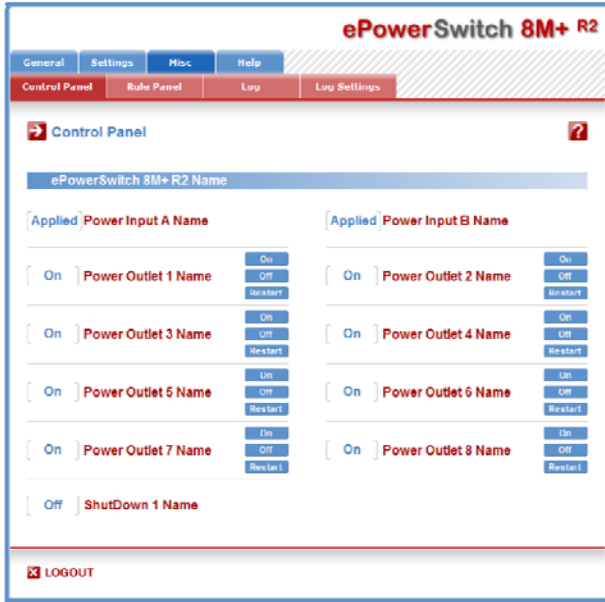 ePowerSwitch 8M+ R2
General Settings Misc Help
Control Panel Rule Panel Log Log Settings
Control Panel ?
ePowerSwitch 8M+ R2 Name
Applied Power Input A Name Applied Power Input B Name
On Power Outlet 1 Name On Off Restart On Power Outlet 2 Name On Off Restart
On Power Outlet 3 Name On Off Restart On Power Outlet 4 Name On Off Restart
On Power Outlet 5 Name On Off Restart On Power Outlet 6 Name On Off Restart
On Power Outlet 7 Name On Off Restart On Power Outlet 8 Name On Off Restart
Off ShutDown 1 Name
LOGOUT